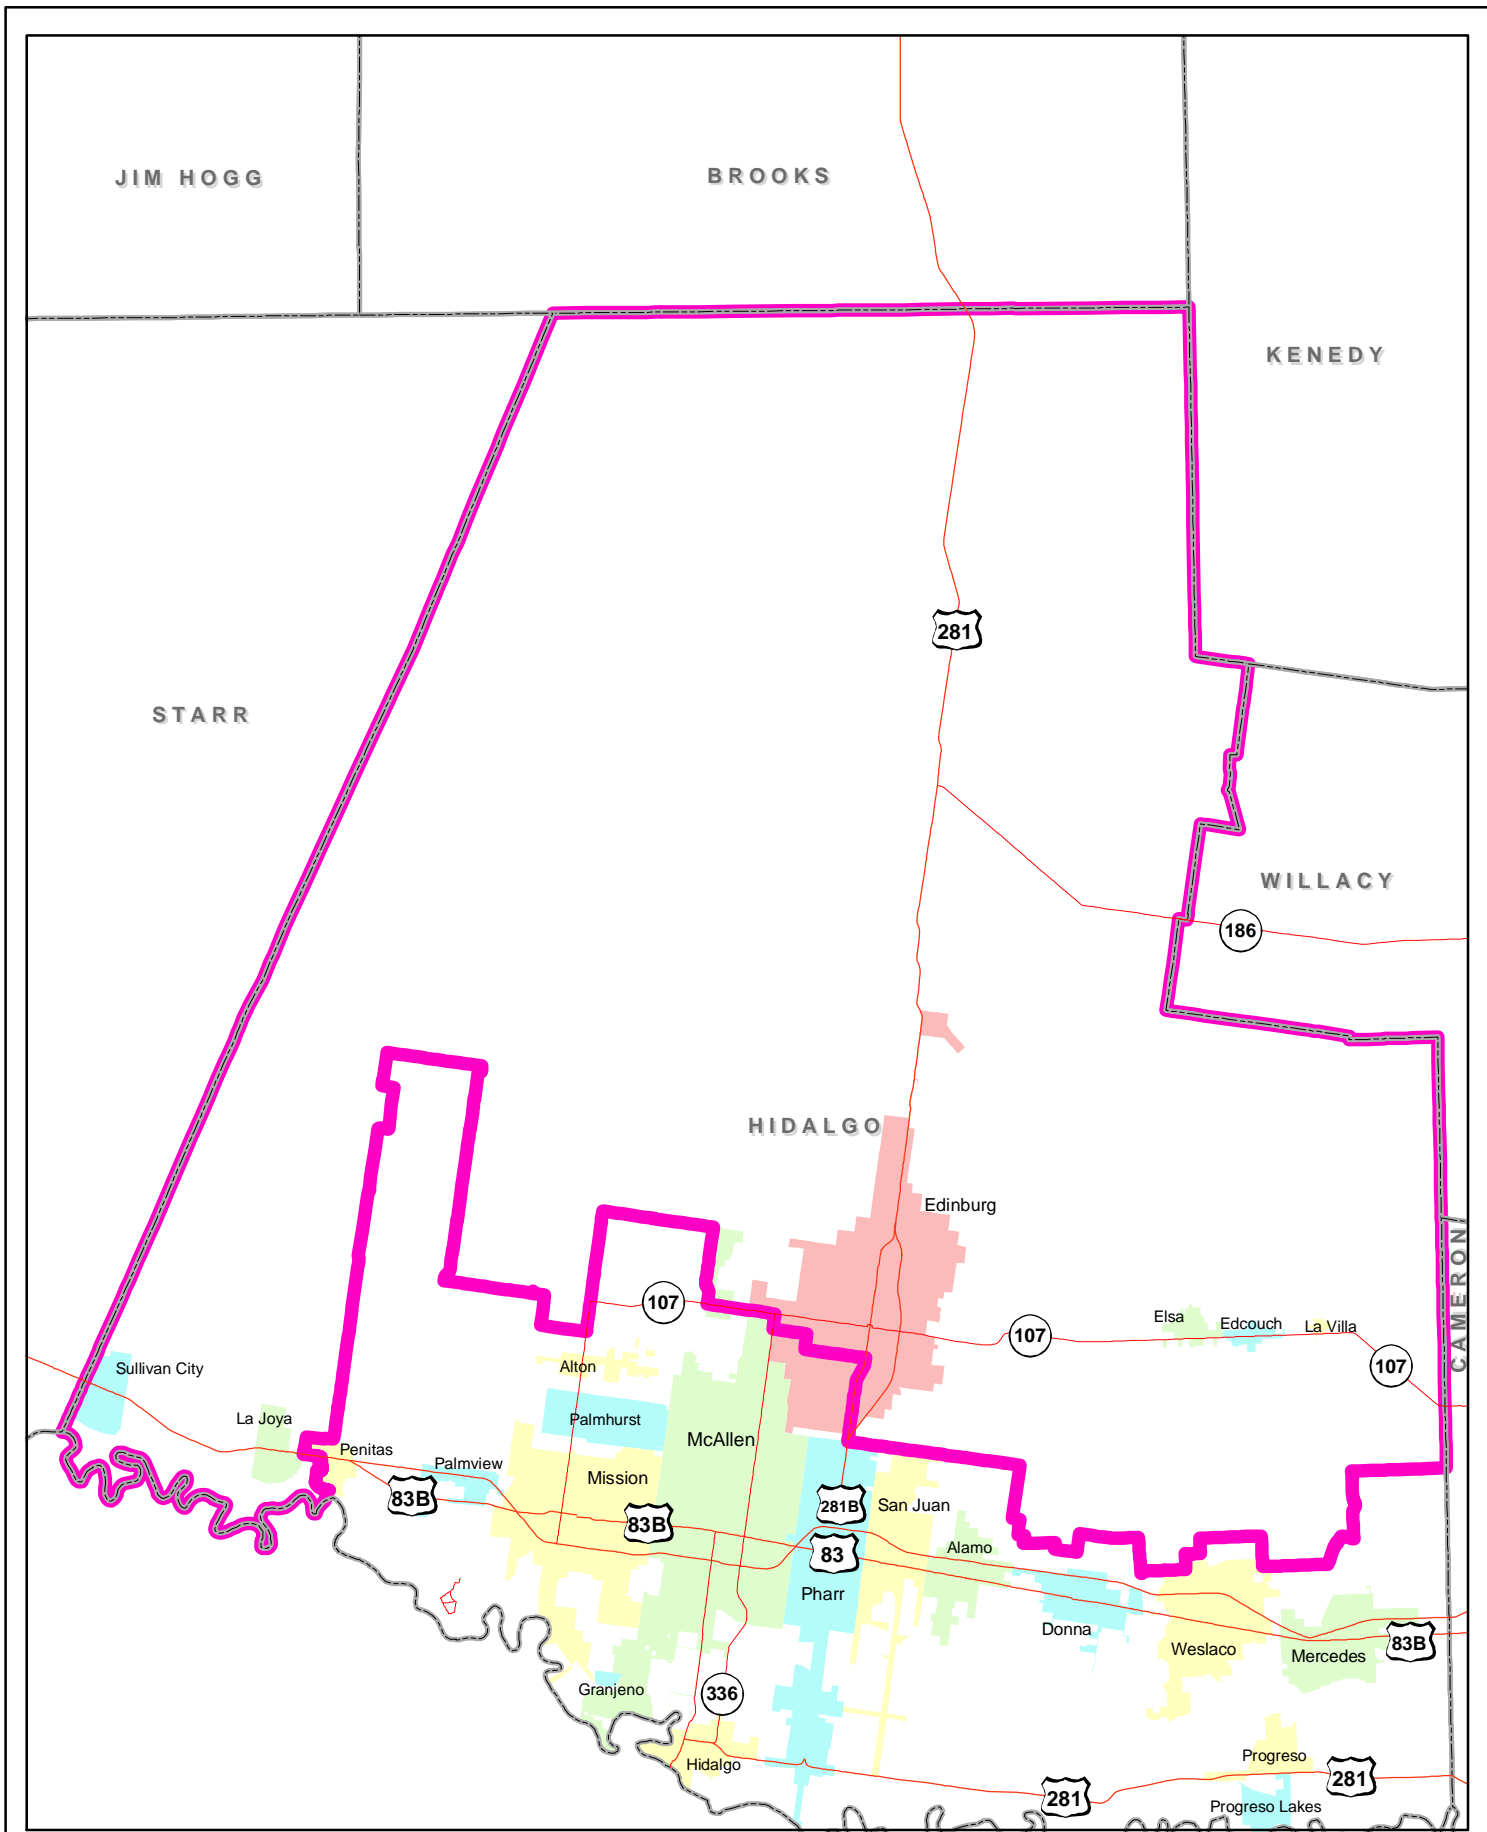 JIM HOGG
BROOKS
KENEDY
281
STARR
WILLACY
186
HIDALGO
Edinburg
CAMERON
107
107
Elsa
Edcouch
La Villa
107
Sullivan City
Alton
La Joya
Palmhurst
McAllen
Penitas
Palmview
Mission
83B
83B
281B
San Juan
83
Alamo
Pharr
Donna
Weslaco
Mercedes
83B
Granjeno
336
Hidalgo
Progreso
281
281
Progreso Lakes